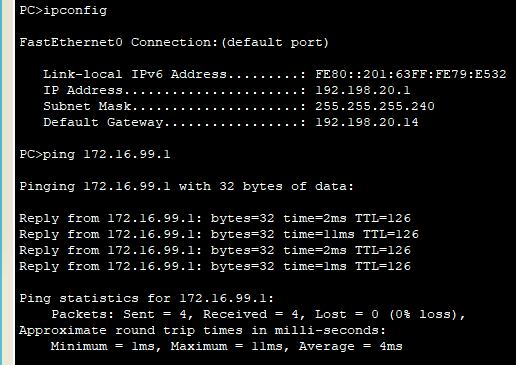 PC>ipconfig
FastEthernet0 Connection:(default port)
Link-local IPv6 Address.........: FE80::201:63FF:FE79:E532
IP Address......................: 192.198.20.1
Subnet Mask.....................: 255.255.255.240
Default Gateway.................: 192.198.20.14
PC>ping 172.16.99.1
Pinging 172.16.99.1 with 32 bytes of data:
Reply from 172.16.99.1: bytes=32 time=2ms TTL=126
Reply from 172.16.99.1: bytes=32 time=11ms TTL=126
Reply from 172.16.99.1: bytes=32 time=2ms TTL=126
Reply from 172.16.99.1: bytes=32 time=1ms TTL=126
Ping statistics for 172.16.99.1:
Packets: Sent = 4, Received = 4, Lost = 0 (0% loss),
Approximate round trip times in milli-seconds:
Minimum = 1ms, Maximum = 11ms, Average = 4ms